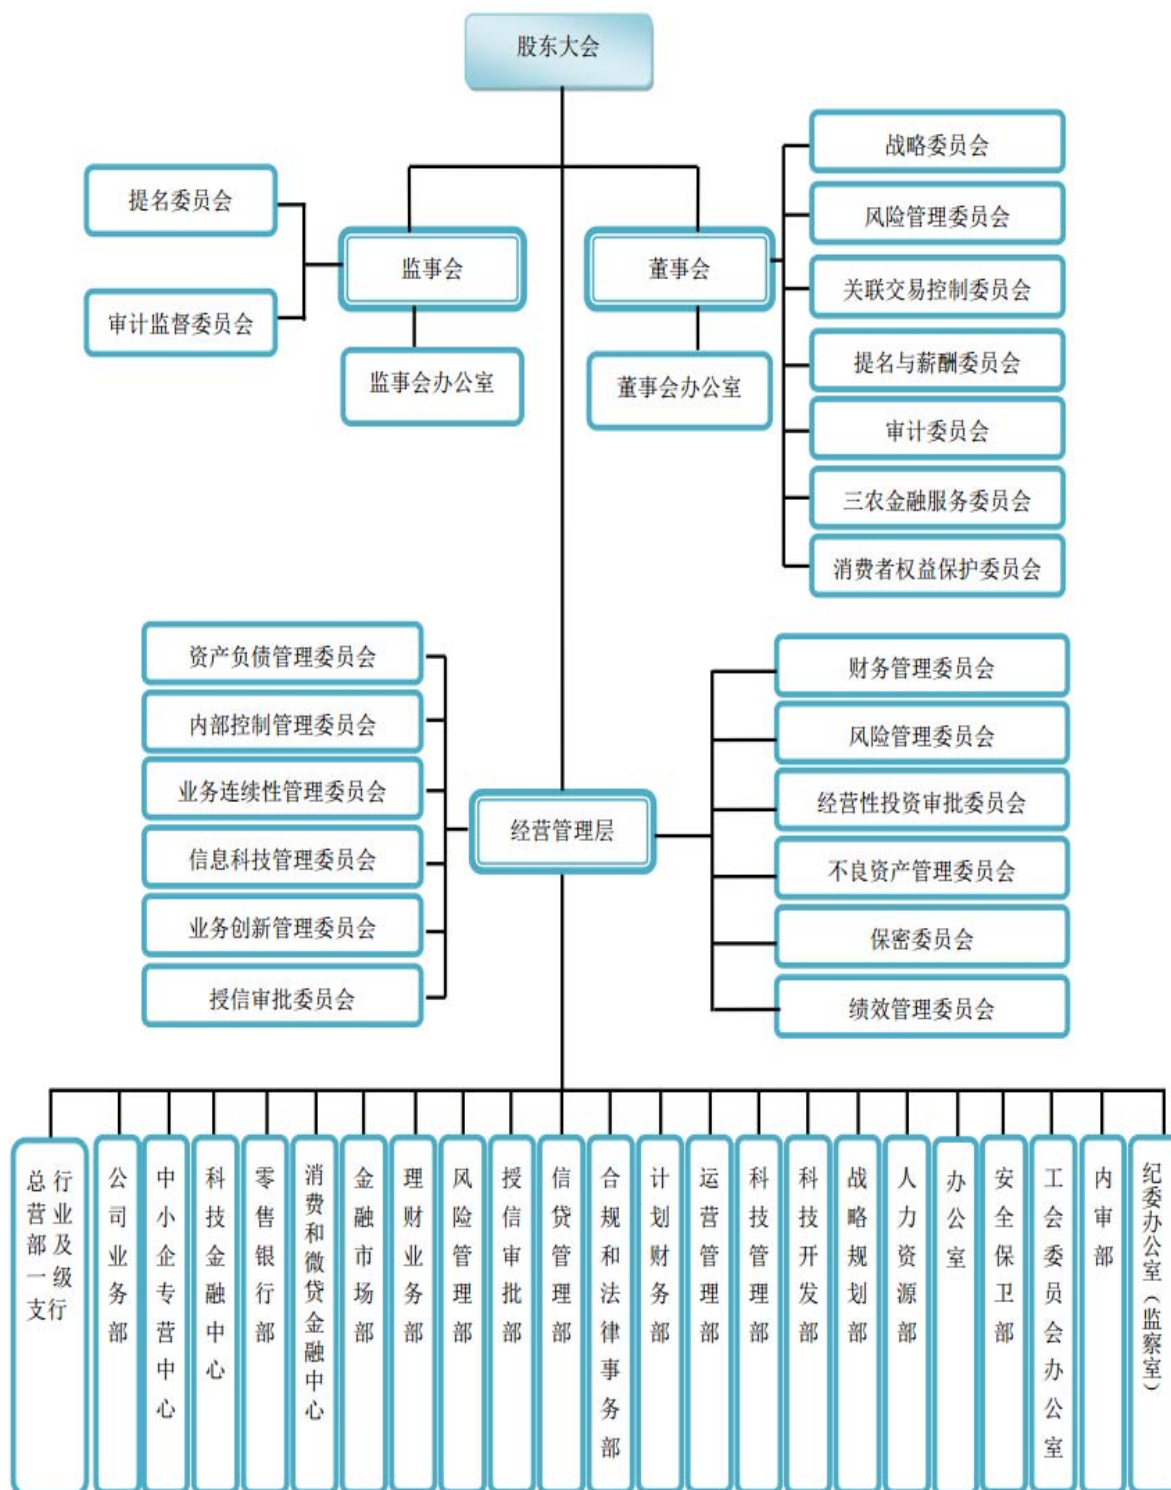 股东大会
提名委员会
审计监督委员会
监事会
监事会办公室
董事会
董事会办公室
战略委员会
风险管理委员会
关联交易控制委员会
提名与薪酬委员会
审计委员会
三农金融服务委员会
消费者权益保护委员会
资产负债管理委员会
内部控制管理委员会
业务连续性管理委员会
信息科技管理委员会
业务创新管理委员会
授信审批委员会
经营管理层
财务管理委员会
风险管理委员会
经营性投资审批委员会
不良资产管理委员会
保密委员会
绩效管理委员会
总行
营业
部及
一级
支行
公司业务部
中小企专营中心
科技金融中心
零售银行部
消费和微贷金融中心
金融市场部
理财业务部
风险管理部
授信审批部
信贷管理部
合规和法律事务部
计划财务部
运营管理部
科技管理部
科技开发部
战略规划部
人力资源部
办公室
安全保卫部
工会委员会办公室
内审部
纪委办公室（监察室）